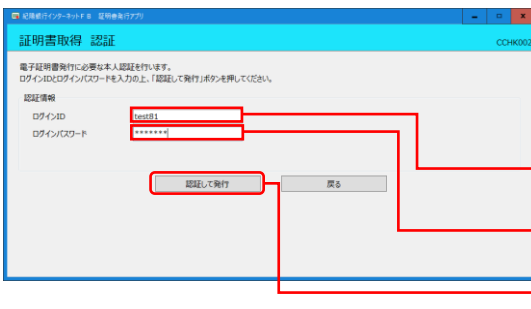 紀陽銀行インターネットFB 証明書発行アプリ
証明書取得 認証
CCHK002
電子証明書発行に必要な本人認証を行います。
ログインIDとログインパスワードを入力の上、「認証して発行」ボタンを押してください。
認証情報
ログインID
test81
ログインパスワード
*******
認証して発行
戻る